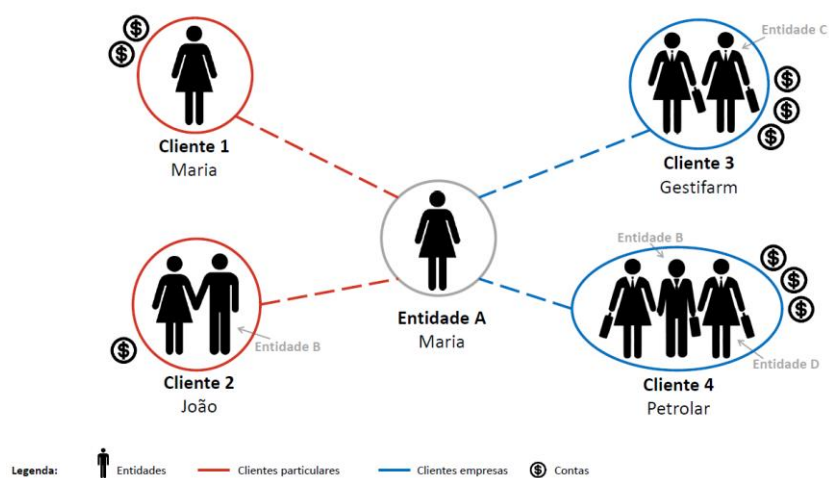 Entidade C
Cliente 1
Maria
Cliente 3
Gestifarm
Entidade B
Entidade A
Maria
Entidade B
Entidade D
Cliente 2
João
Cliente 4
Petrolar
Legenda: Entidades Clientes particulares Clientes empresas $ Contas